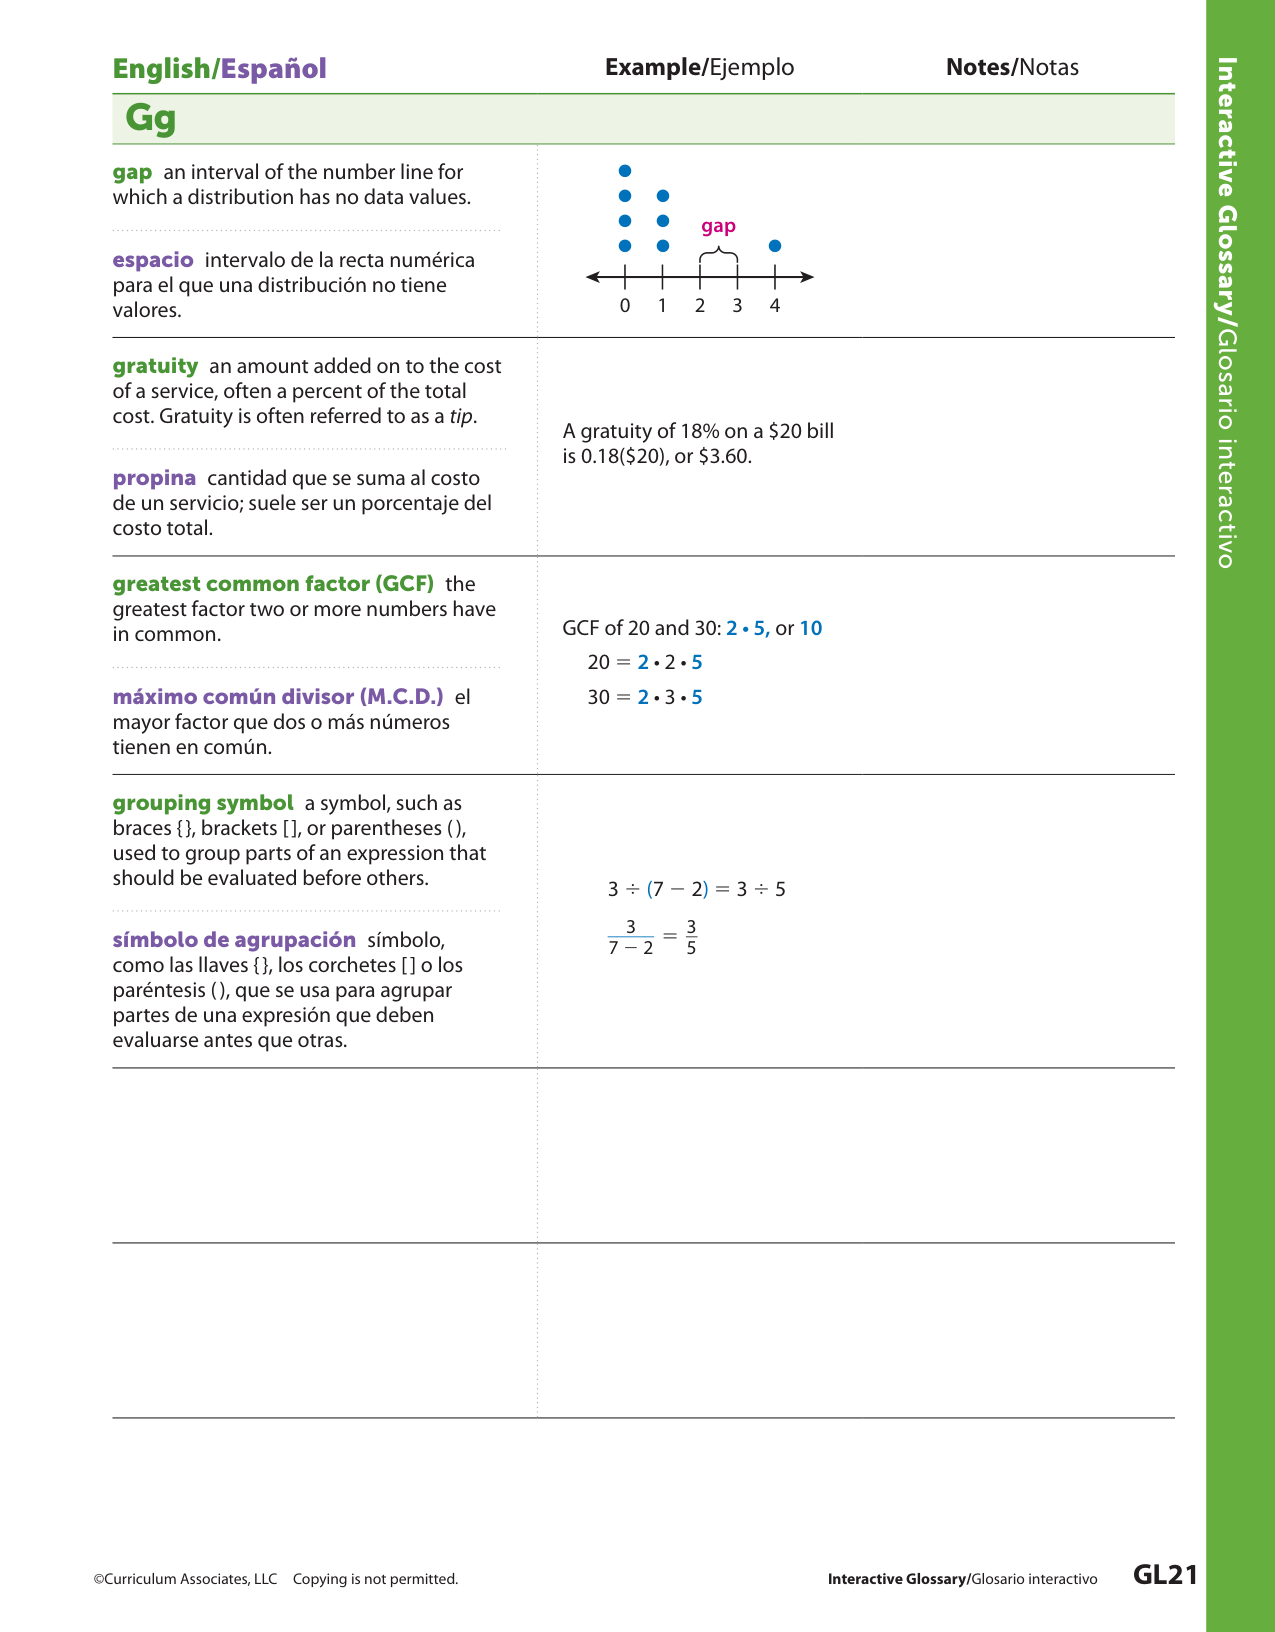 English/Español
Example/Ejemplo
Notes/Notas
Gg
gap an interval of the number line for
which a distribution has no data values.
espacio intervalo de la recta numérica
para el que una distribución no tiene
valores.
gap
0 1 2 3 4
gratuity an amount added on to the cost
of a service, often a percent of the total
cost. Gratuity is often referred to as a tip.
propina cantidad que se suma al costo
de un servicio; suele ser un porcentaje del
costo total.
A gratuity of 18% on a $20 bill
is 0.18($20), or $3.60.
greatest common factor (GCF) the
greatest factor two or more numbers have
in common.
máximo común divisor (M.C.D.) el
mayor factor que dos o más números
tienen en común.
GCF of 20 and 30: 2 • 5, or 10
20 = 2 • 2 • 5
30 = 2 • 3 • 5
grouping symbol a symbol, such as
braces { }, brackets [ ], or parentheses ( ),
used to group parts of an expression that
should be evaluated before others.
símbolo de agrupación símbolo,
como las llaves { }, los corchetes [ ] o los
paréntesis ( ), que se usa para agrupar
partes de una expresión que deben
evaluarse antes que otras.
3 ÷ (7 − 2) = 3 ÷ 5
3/(7 − 2) = 3/5
Interactive Glossary/Glosario interactivo
©Curriculum Associates, LLC Copying is not permitted.
Interactive Glossary/Glosario interactivo
GL21